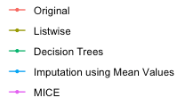 Original
Listwise
Decision Trees
Imputation using Mean Values
MICE